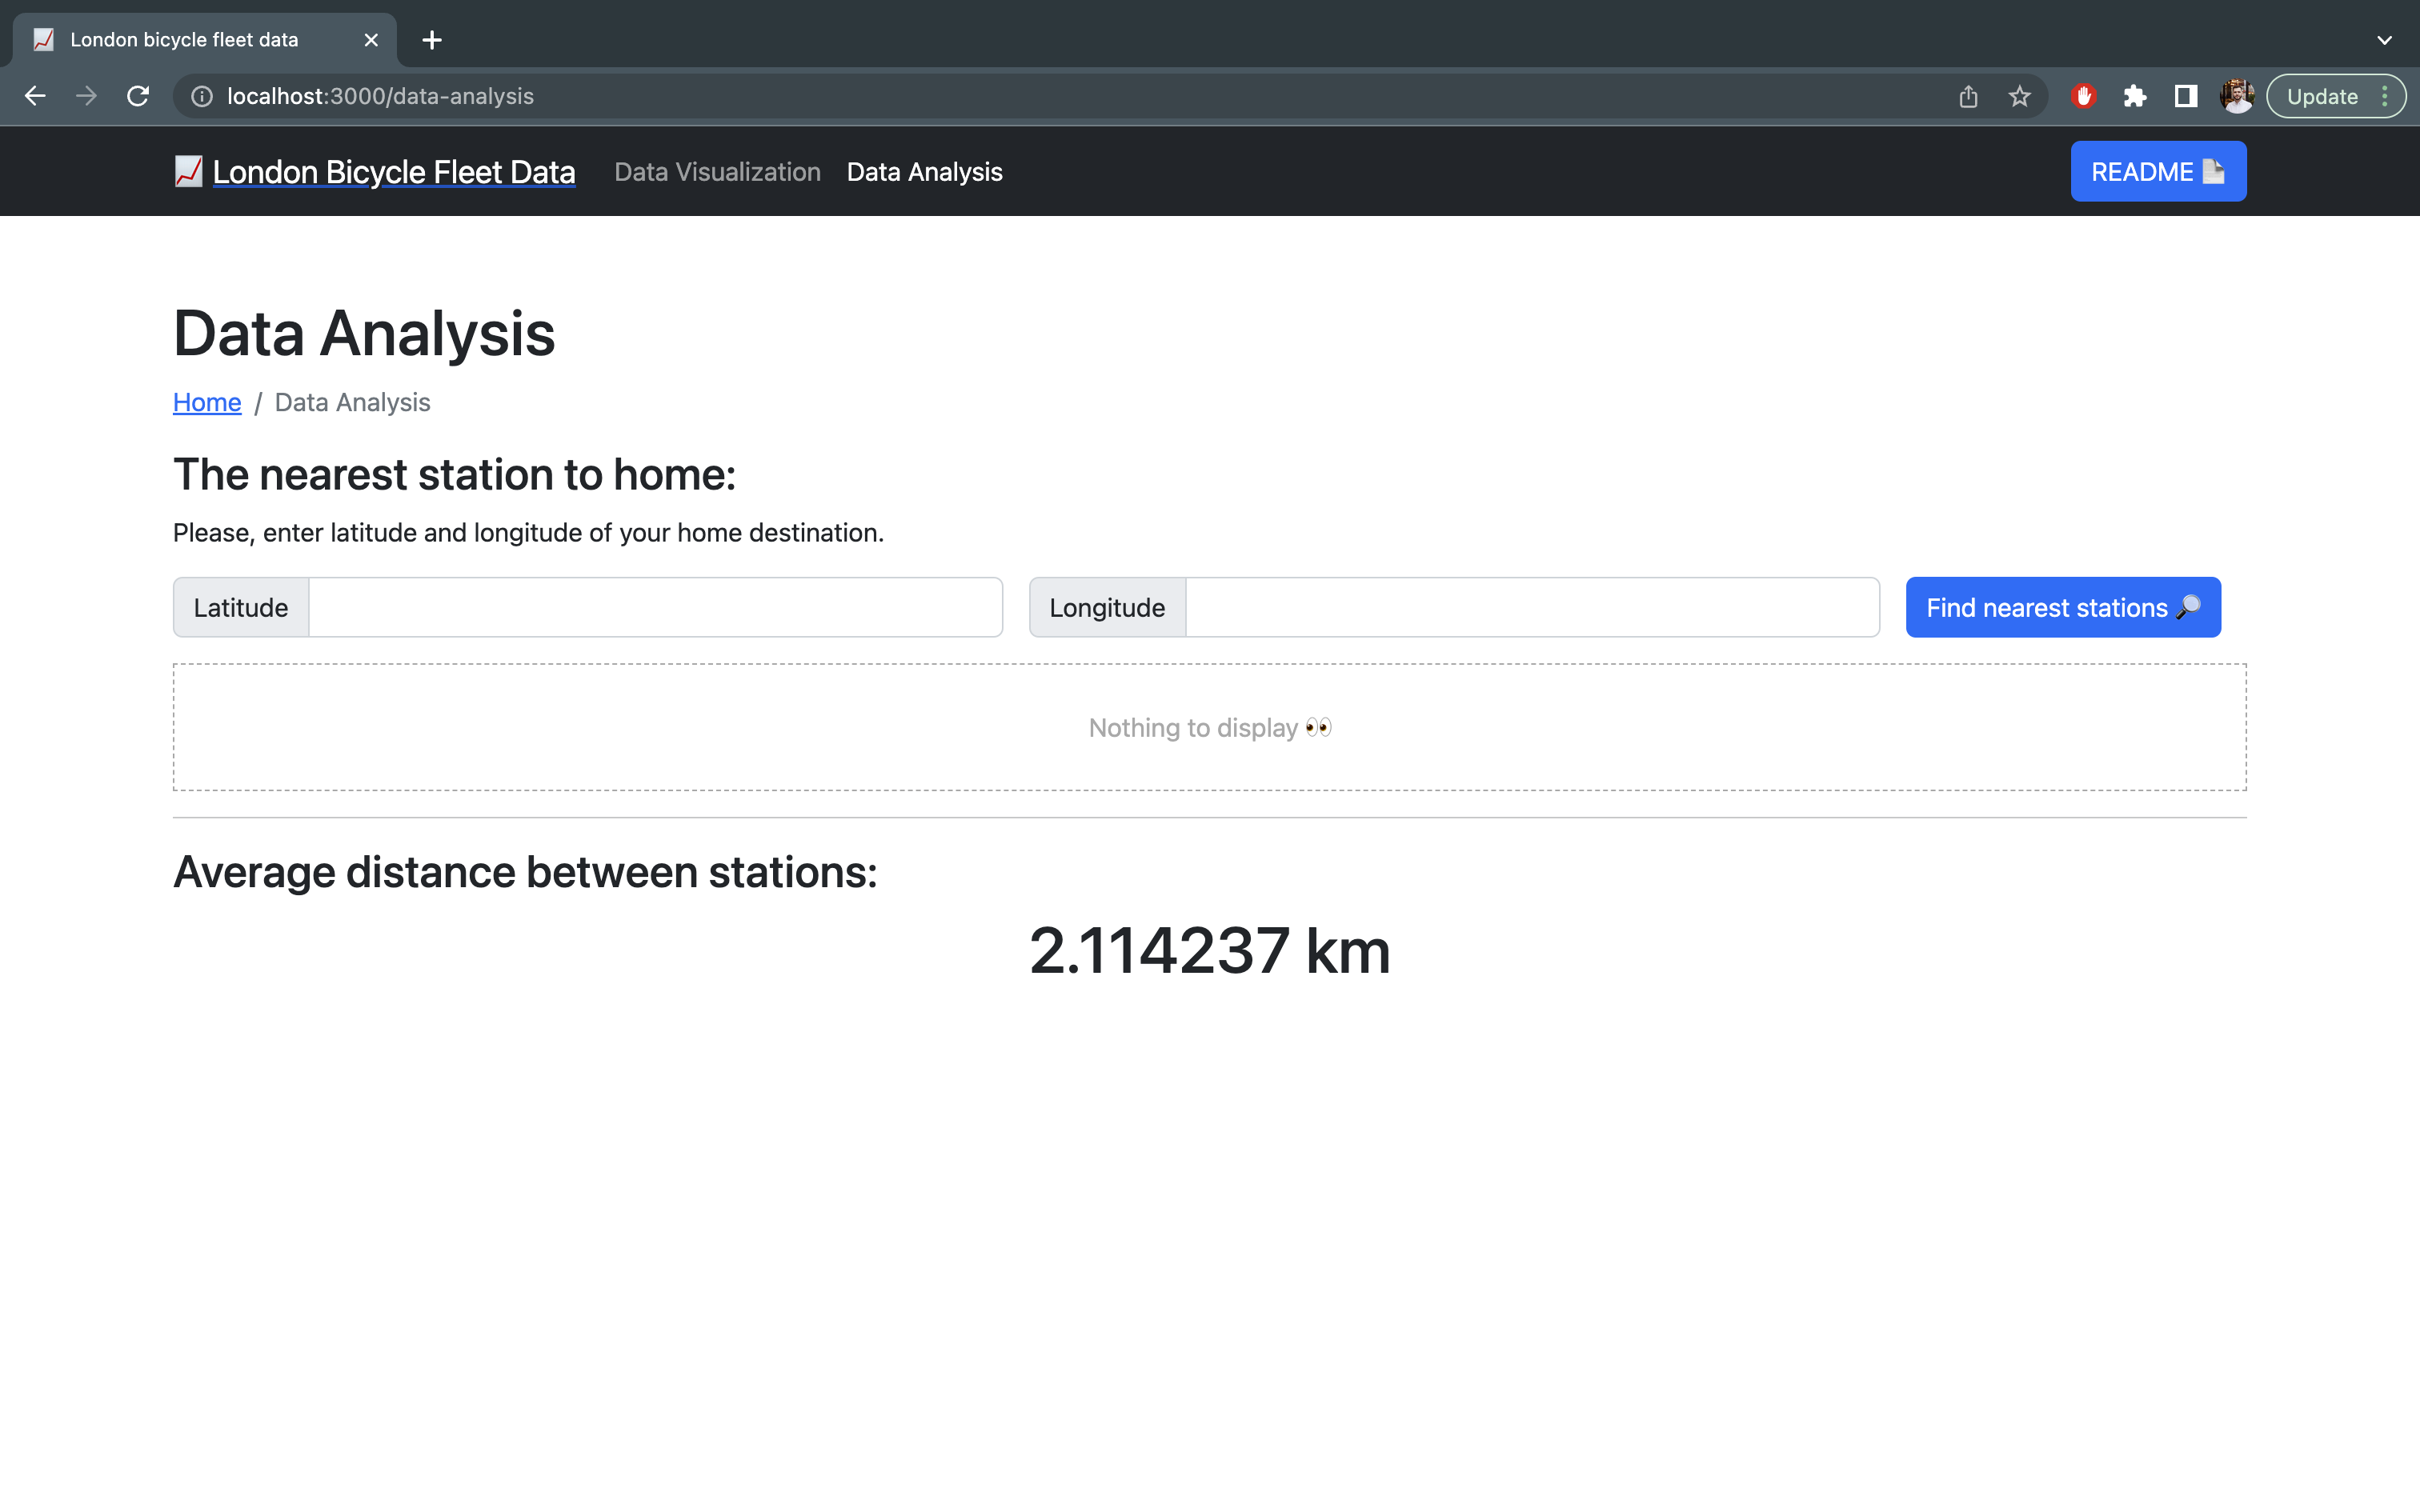 London bicycle fleet data
localhost:3000/data-analysis
Update
London Bicycle Fleet Data
Data Visualization
Data Analysis
README
Data Analysis
Home / Data Analysis
The nearest station to home:
Please, enter latitude and longitude of your home destination.
Latitude
Longitude
Find nearest stations
Nothing to display
Average distance between stations:
2.114237 km